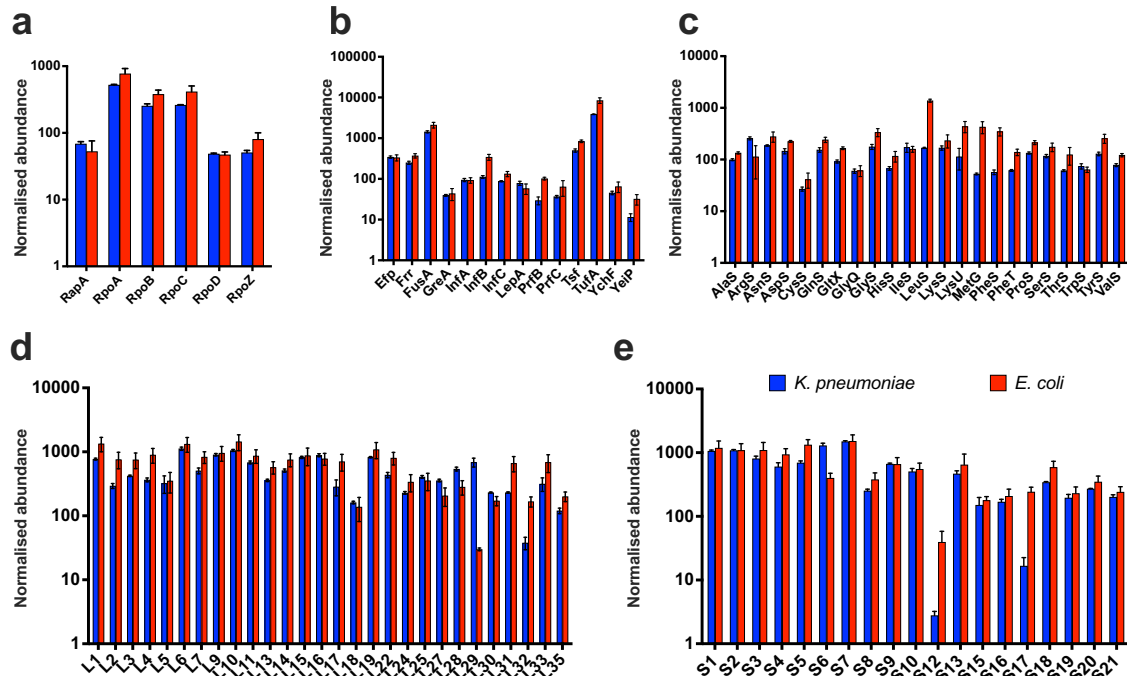 a
Normalised abundance
1000
100
10
1
RapA RpoA RpoB RpoC RpoD RpoZ
b
Normalised abundance
100000
10000
1000
100
10
1
Efp Frr FusA GreA InfA InfB InfC LepA PrfB PrfC Tsf TufA YchF YelP
c
Normalised abundance
10000
1000
100
10
1
AlaS ArgS AsnS AspS CysS GlnS GltX GlyQ GlyS HisS IleS LeuS LysS LysU MetG PheS PheT ProS SerS ThrS TrpS TyrS ValS
d
Normalised abundance
10000
1000
100
10
1
L1 L2 L3 L4 L5 L6 L7 L9 L10 L11 L13 L14 L15 L16 L17 L18 L19 L22 L24 L25 L27 L28 L29 L30 L31 L32 L33 L35
e
K. pneumoniae
E. coli
Normalised abundance
10000
1000
100
10
1
S1 S2 S3 S4 S5 S6 S7 S8 S9 S10 S12 S13 S15 S16 S17 S18 S19 S20 S21